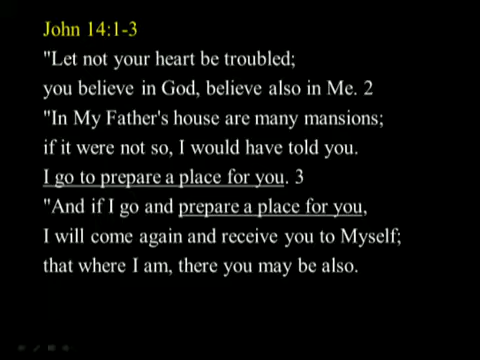 John 14:1-3
"Let not your heart be troubled;
you believe in God, believe also in Me. 2
"In My Father's house are many mansions;
if it were not so, I would have told you.
I go to prepare a place for you. 3
"And if I go and prepare a place for you,
I will come again and receive you to Myself;
that where I am, there you may be also.